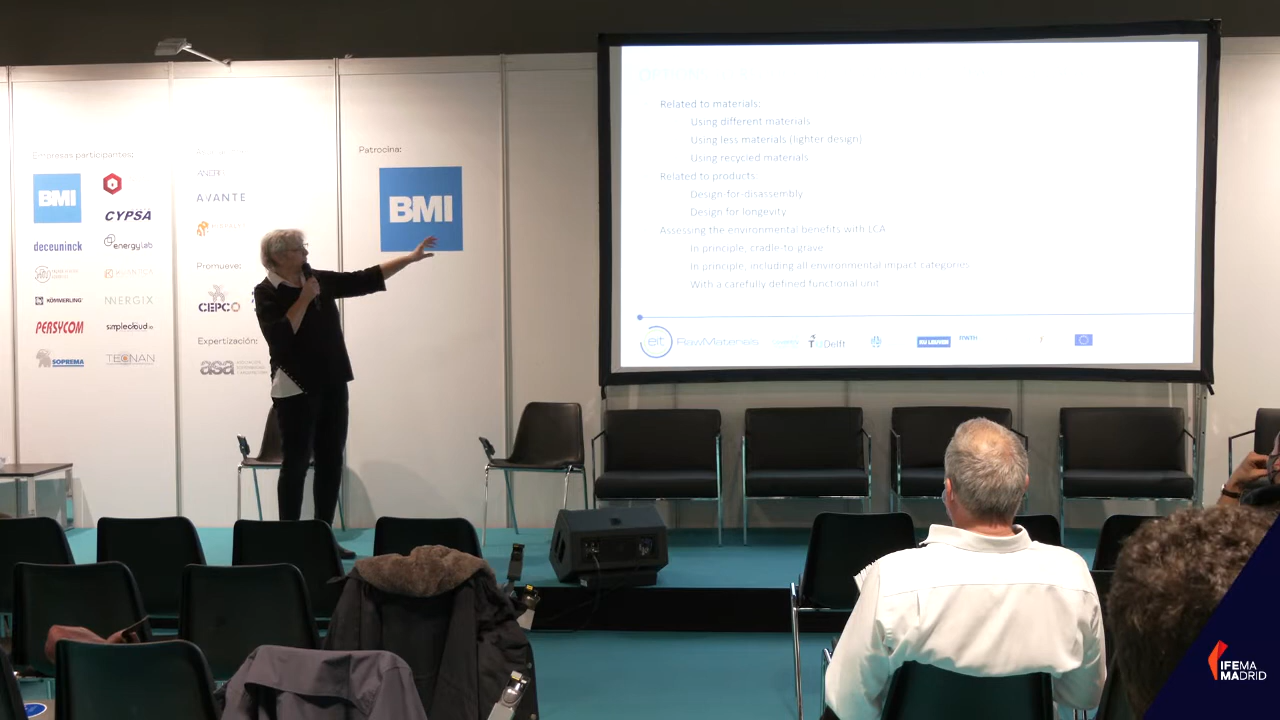 Empresas participantes:
BMI
CYPSA
deceuninck
energylab
KÖMMERLING
MNERGIX
PERSYCOM
simplecloud
SOPREMA
TECNAN
AVANTE
Promueve:
CEPCO
Expertización:
asa
Patrocina:
BMI
Related to materials:
Using different materials
Using less materials (lighter design)
Using recycled materials
Related to products:
Design for disassembly
Design for longevity
Assessing the environmental benefits with LCA
In principle, cradle-to-grave
In principle, including all environmental impact categories
With a carefully defined functional unit
eit RawMaterials
TUDelft
KU LEUVEN
RWTH
IFEMA
MADRID